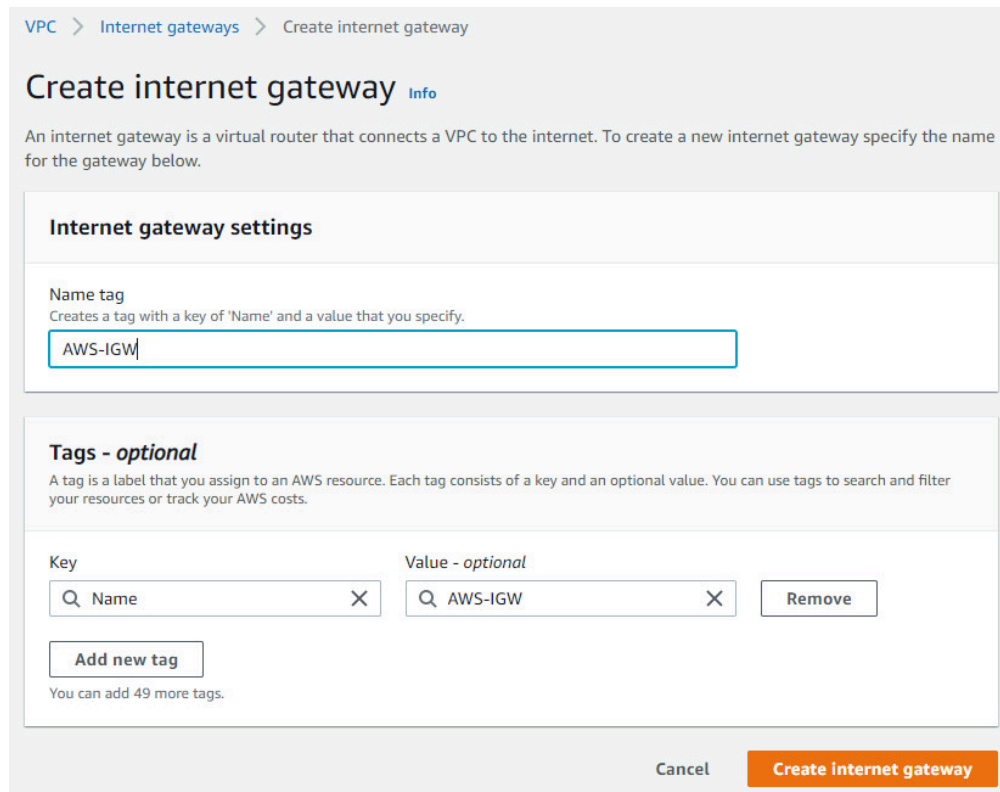 VPC > Internet gateways > Create internet gateway
Create internet gateway Info
An internet gateway is a virtual router that connects a VPC to the internet. To create a new internet gateway specify the name
for the gateway below.
Internet gateway settings
Name tag
Creates a tag with a key of 'Name' and a value that you specify.
AWS-IGW
Tags - optional
A tag is a label that you assign to an AWS resource. Each tag consists of a key and an optional value. You can use tags to search and filter
your resources or track your AWS costs.
Key Value - optional
Name AWS-IGW Remove
Add new tag
You can add 49 more tags.
Cancel Create internet gateway